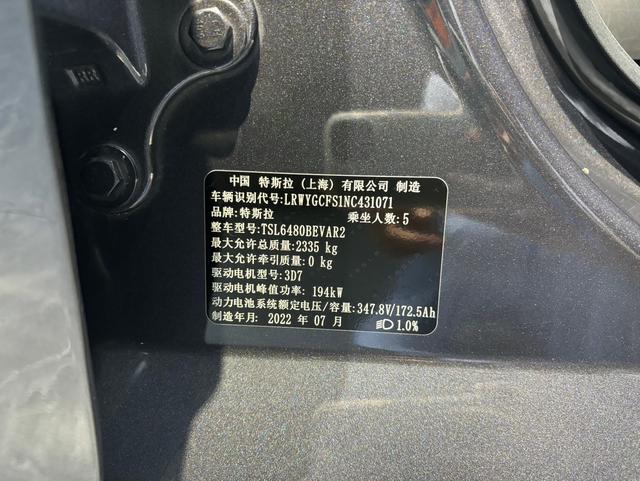 RR
中国 特斯拉 (上海) 有限公司 制造
车辆识别代号:LRWYGCFS1NC431071
品牌:特斯拉 乘坐人数:5
整车型号:TSL6480BEVAR2
最大允许总质量:2335 kg
最大允许牵引质量:0 kg
驱动电机型号:3D7
驱动电机峰值功率: 194kW
动力电池系统额定电压/容量:347.8V/172.5Ah
制造年月:2022 年 07 月 1.0%